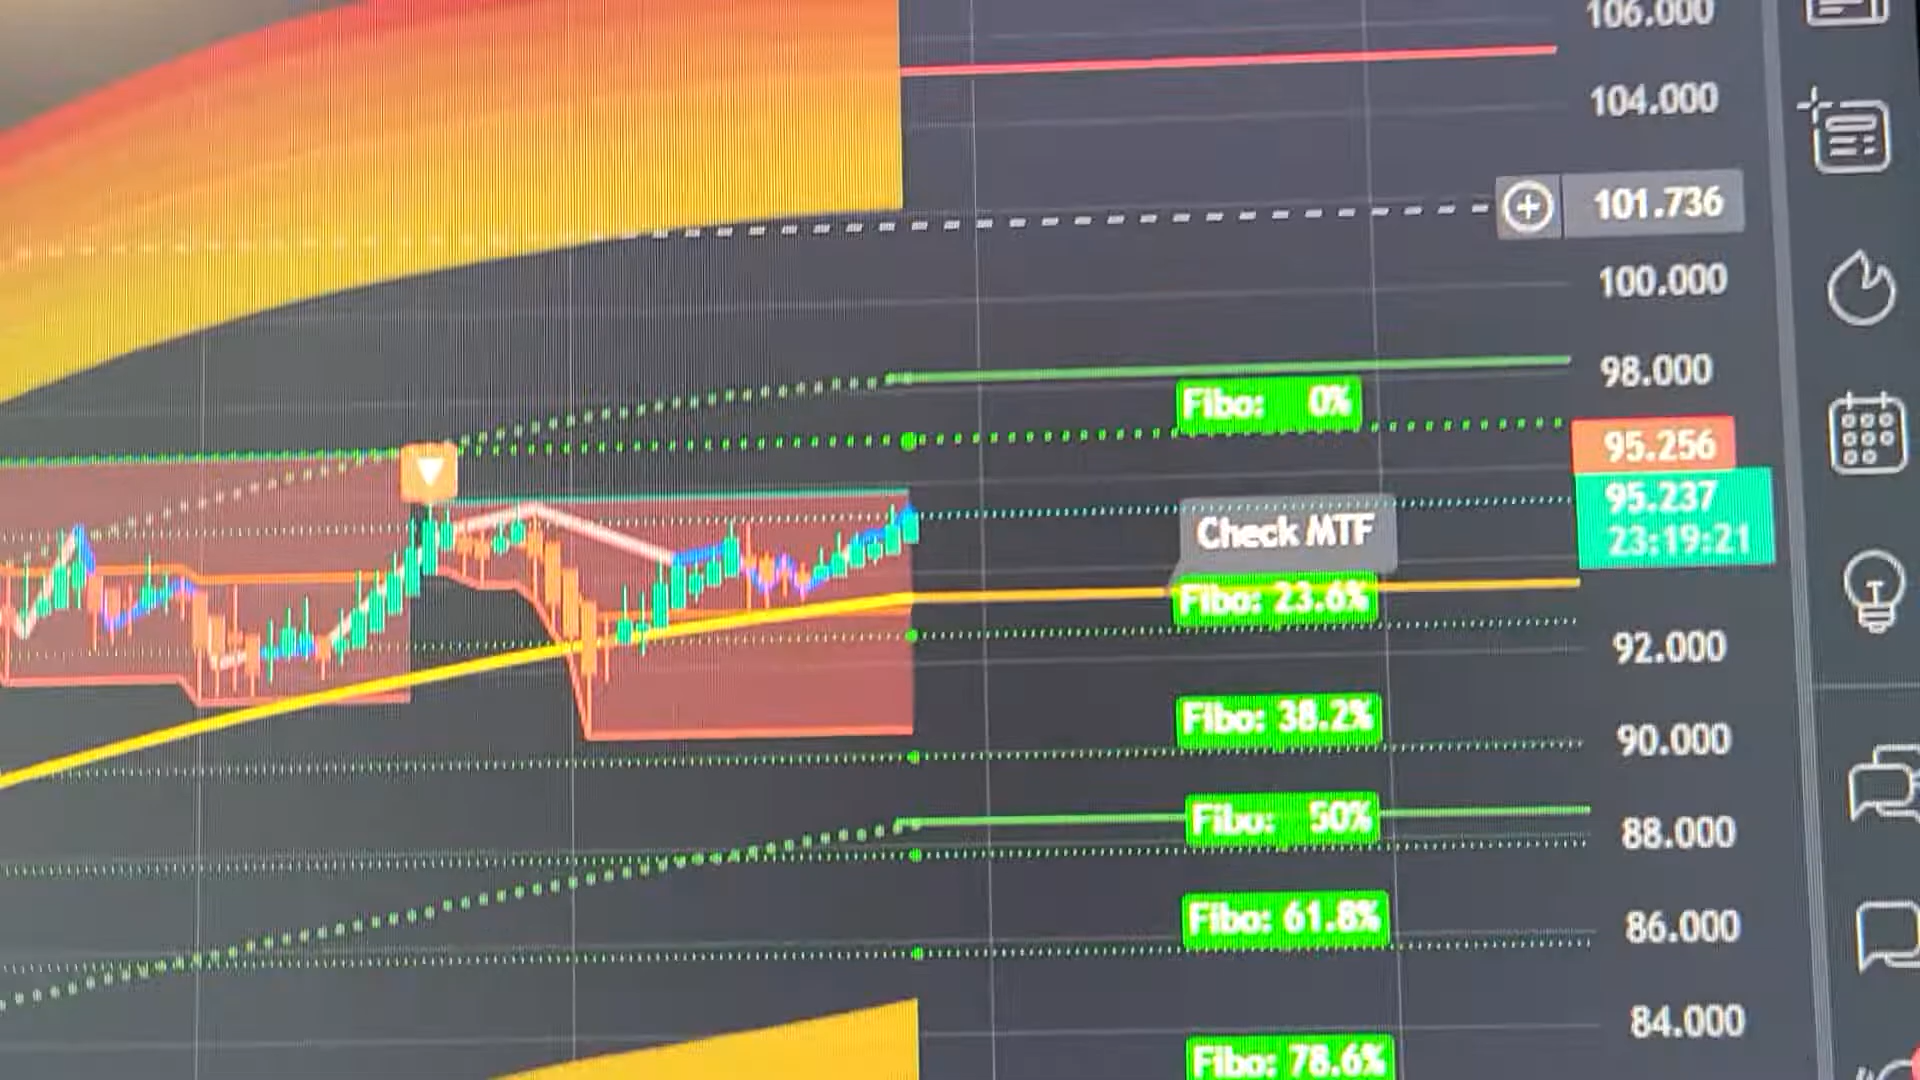 106.000
104.000
101.736
100.000
98.000
Fibo: 0%
95.256
95.237
23:19:21
Check MTF
Fibo: 23.6%
92.000
Fibo: 38.2%
90.000
Fibo: 50%
88.000
Fibo: 61.8%
86.000
84.000
Fibo: 78.6%